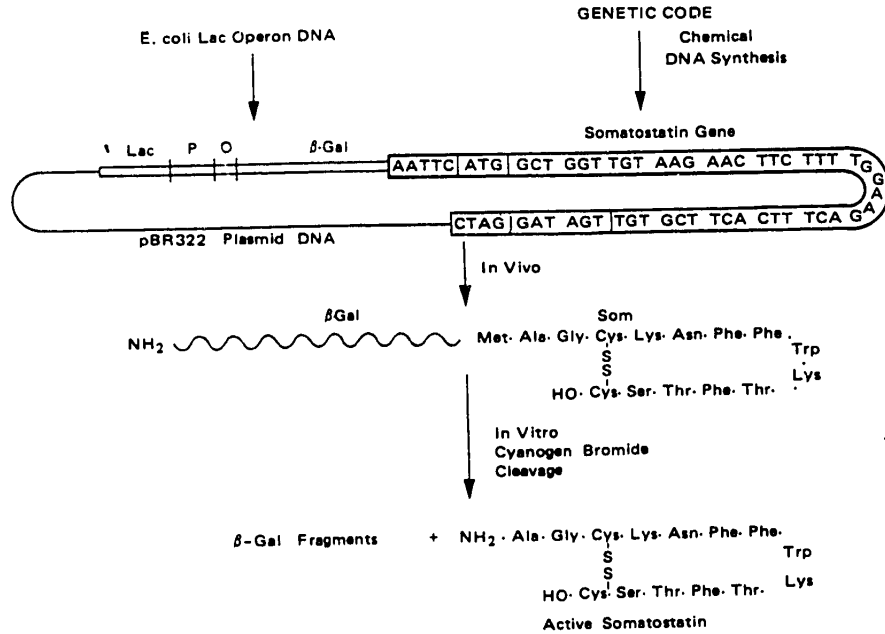 GENETIC CODE
E. coli Lac Operon DNA
Chemical
DNA Synthesis
Somatostatin Gene
Lac P O β-Gal
AATTC ATG GCT GGT TGT AAG AAC TTC TTT T
G
G
A
A
CTAG GAT AGT TGT GCT TCA CTT TCA G
pBR322 Plasmid DNA
In Vivo
βGal
Som
NH2 Met· Ala· Gly· Cys· Lys· Asn· Phe· Phe·
Trp
S
S
Lys
HO· Cys· Ser· Thr· Phe· Thr·
In Vitro
Cyanogen Bromide
Cleavage
β-Gal Fragments + NH2· Ala· Gly· Cys· Lys· Asn· Phe· Phe·
Trp
S
S
Lys
HO· Cys· Ser· Thr· Phe· Thr·
Active Somatostatin